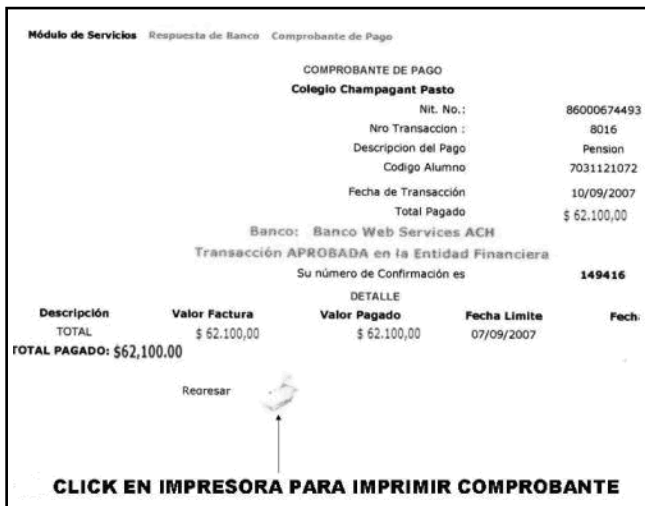 Módulo de Servicios Respuesta de Banco Comprobante de Pago
COMPROBANTE DE PAGO
Colegio Champagant Pasto
Nit. No.: 86000674493
Nro Transaccion : 8016
Descripcion del Pago Pension
Codigo Alumno 7031121072
Fecha de Transacción 10/09/2007
Total Pagado $ 62.100,00
Banco: Banco Web Services ACH
Transacción APROBADA en la Entidad Financiera
Su número de Confirmación es 149416
DETALLE
Descripción Valor Factura Valor Pagado Fecha Limite Fech
TOTAL $ 62.100,00 $ 62.100,00 07/09/2007
TOTAL PAGADO: $62,100.00
Regresar
CLICK EN IMPRESORA PARA IMPRIMIR COMPROBANTE